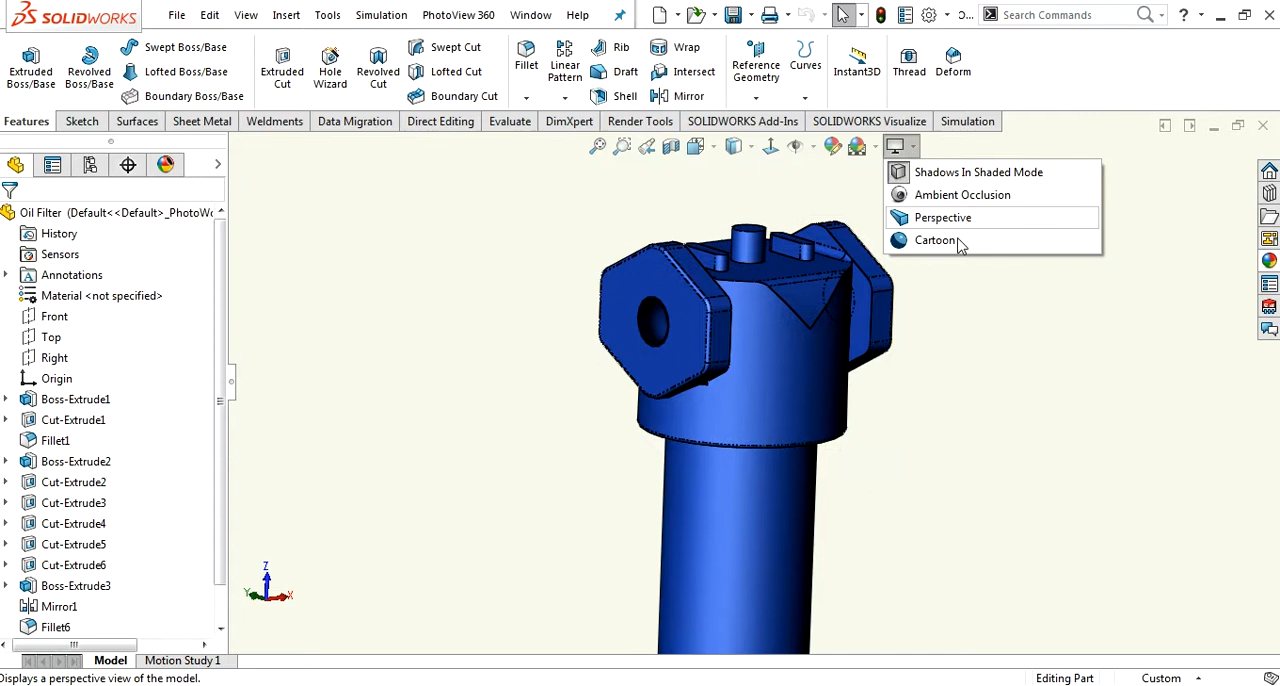 SOLIDWORKS File Edit View Insert Tools Simulation PhotoView 360 Window Help Search Commands ?
Extruded Boss/Base
Revolved Boss/Base
Swept Boss/Base
Lofted Boss/Base
Boundary Boss/Base
Extruded Cut
Hole Wizard
Revolved Cut
Swept Cut
Lofted Cut
Boundary Cut
Fillet
Linear Pattern
Rib
Draft
Shell
Wrap
Intersect
Mirror
Reference Geometry
Curves
Instant3D
Thread
Deform
Features Sketch Surfaces Sheet Metal Weldments Data Migration Direct Editing Evaluate DimXpert Render Tools SOLIDWORKS Add-Ins SOLIDWORKS Visualize Simulation
Shadows In Shaded Mode
Ambient Occlusion
Perspective
Cartoon
Oil Filter (Default<<Default>_PhotoWo
History
Sensors
Annotations
Material <not specified>
Front
Top
Right
Origin
Boss-Extrude1
Cut-Extrude1
Fillet1
Boss-Extrude2
Cut-Extrude2
Cut-Extrude3
Cut-Extrude4
Cut-Extrude5
Cut-Extrude6
Boss-Extrude3
Mirror1
Fillet6
Z
Y
X
Model Motion Study 1
Displays a perspective view of the model. Editing Part Custom